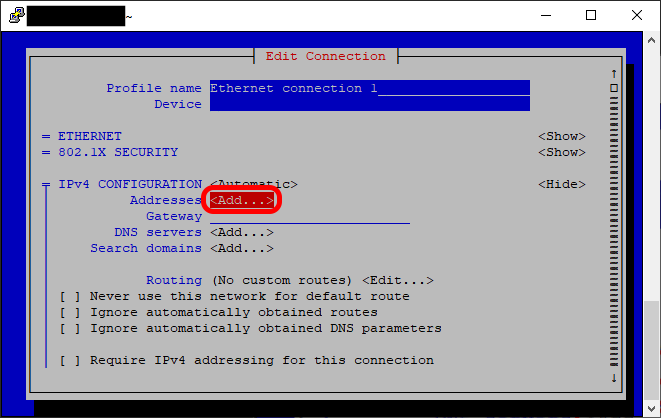 ~
Edit Connection
Profile name Ethernet connection 1
Device
ETHERNET <Show>
802.1X SECURITY <Show>
IPv4 CONFIGURATION <Automatic> <Hide>
Addresses <Add...>
Gateway
DNS servers <Add...>
Search domains <Add...>
Routing (No custom routes) <Edit...>
[ ] Never use this network for default route
[ ] Ignore automatically obtained routes
[ ] Ignore automatically obtained DNS parameters
[ ] Require IPv4 addressing for this connection